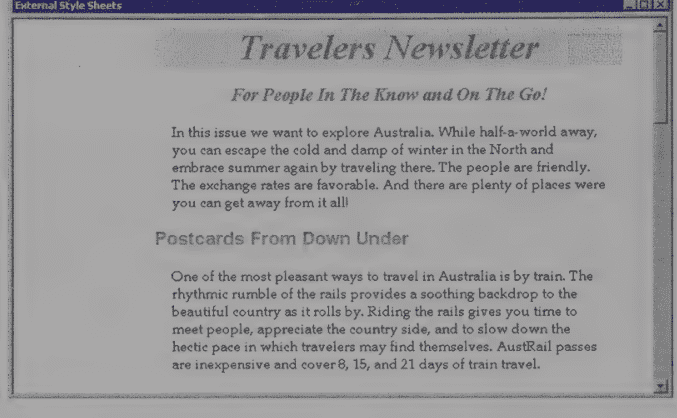 External Style Sheets
Travelers Newsletter
For People In The Know and On The Go!
In this issue we want to explore Australia. While half-a-world away,
you can escape the cold and damp of winter in the North and
embrace summer again by traveling there. The people are friendly.
The exchange rates are favorable. And there are plenty of places were
you can get away from it all!
Postcards From Down Under
One of the most pleasant ways to travel in Australia is by train. The
rhythmic rumble of the rails provides a soothing backdrop to the
beautiful country as it rolls by. Riding the rails gives you time to
meet people, appreciate the country side, and to slow down the
hectic pace in which travelers may find themselves. AustRail passes
are inexpensive and cover 8, 15, and 21 days of train travel.